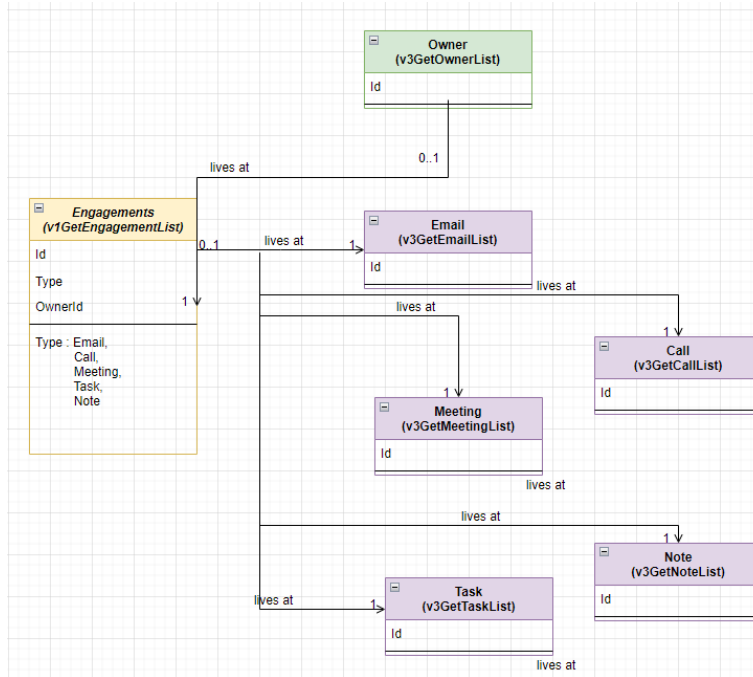 Owner
(v3GetOwnerList)
Id
0..1
lives at
Engagements
(v1GetEngagementList)
Id
Type
OwnerId
1
Type : Email,
Call,
Meeting,
Task,
Note
0..1
lives at
1
Email
(v3GetEmailList)
Id
lives at
1
Call
(v3GetCallList)
Id
lives at
1
Meeting
(v3GetMeetingList)
Id
lives at
lives at
1
Note
(v3GetNoteList)
Id
lives at
1
Task
(v3GetTaskList)
Id
lives at